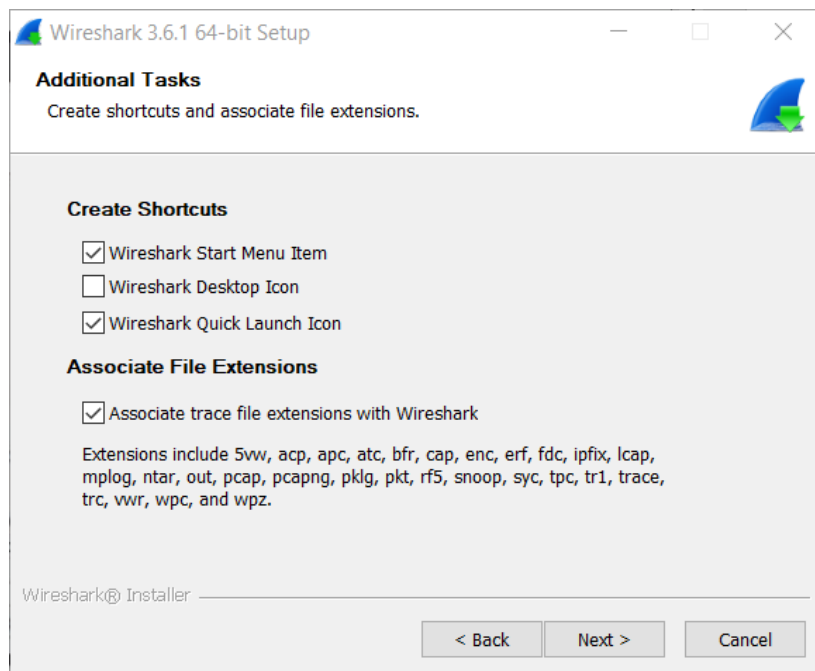 Wireshark 3.6.1 64-bit Setup
Additional Tasks
Create shortcuts and associate file extensions.
Create Shortcuts
Wireshark Start Menu Item
Wireshark Desktop Icon
Wireshark Quick Launch Icon
Associate File Extensions
Associate trace file extensions with Wireshark
Extensions include 5vw, acp, apc, atc, bfr, cap, enc, erf, fdc, ipfix, lcap,
mplog, ntar, out, pcap, pcapng, pklg, pkt, rf5, snoop, syc, tpc, tr1, trace,
trc, vwr, wpc, and wpz.
Wireshark® Installer
< Back Next > Cancel